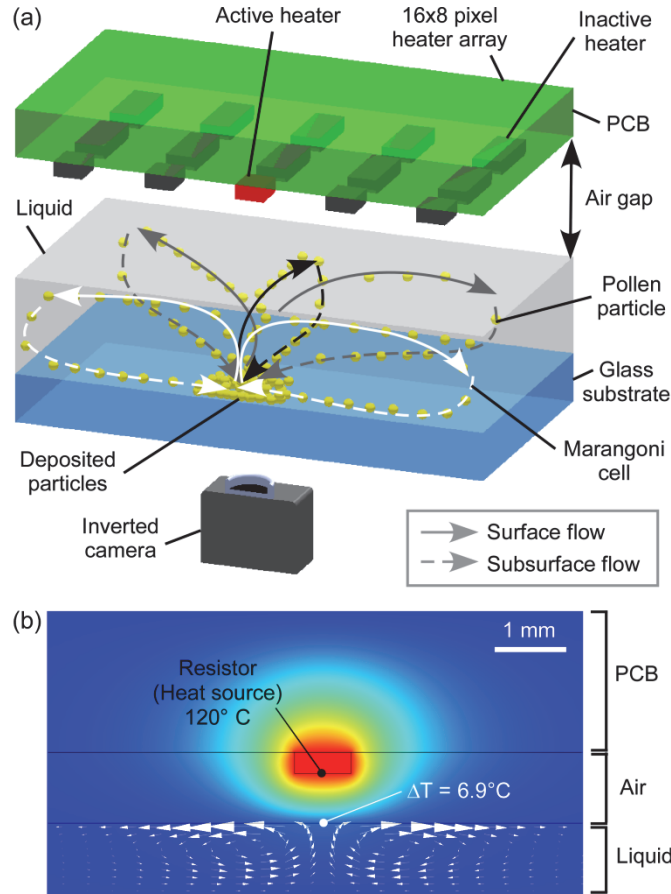 (a)
Active heater
16x8 pixel
heater array
Inactive
heater
PCB
Air gap
Liquid
Pollen
particle
Glass
substrate
Marangoni
cell
Deposited
particles
Inverted
camera
Surface flow
Subsurface flow
(b)
1 mm
Resistor
(Heat source)
120° C
ΔT = 6.9°C
PCB
Air
Liquid